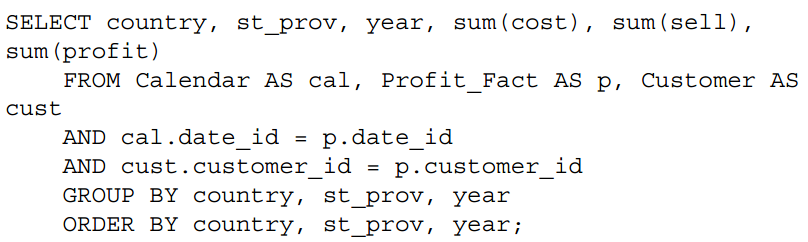 SELECT country, st_prov, year, sum(cost), sum(sell),
sum(profit)
FROM Calendar AS cal, Profit_Fact AS p, Customer AS
cust
AND cal.date_id = p.date_id
AND cust.customer_id = p.customer_id
GROUP BY country, st_prov, year
ORDER BY country, st_prov, year;